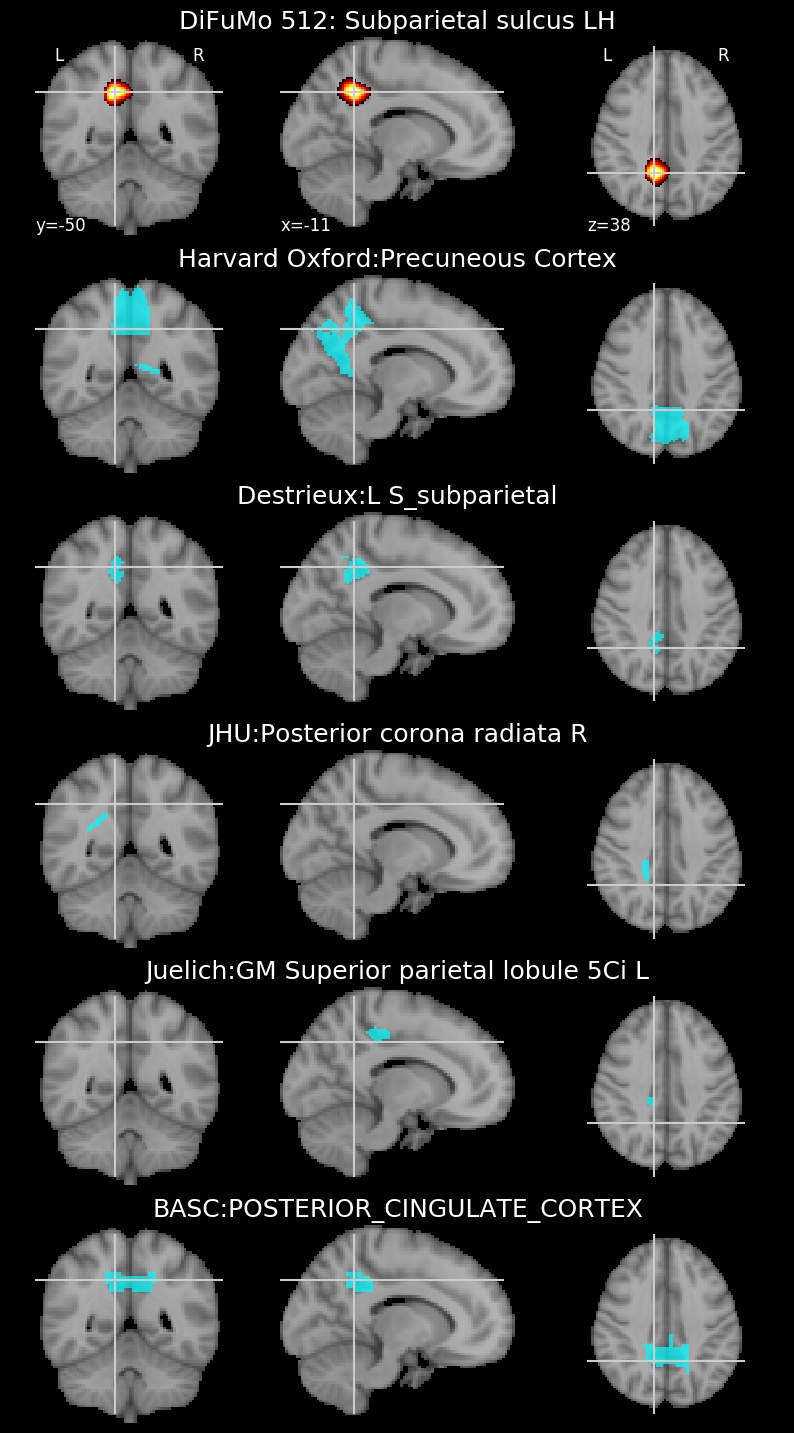 DiFuMo 512: Subparietal sulcus LH
L R L R
y=-50 x=-11 z=38
Harvard Oxford:Precuneous Cortex
Destrieux:L S_subparietal
JHU:Posterior corona radiata R
Juelich:GM Superior parietal lobule 5Ci L
BASC:POSTERIOR_CINGULATE_CORTEX